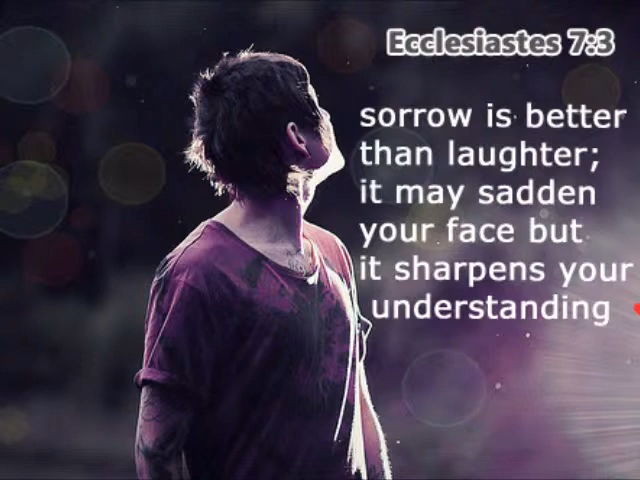 Ecclesiastes 7:3
sorrow is better
than laughter;
it may sadden
your face but
it sharpens your
understanding